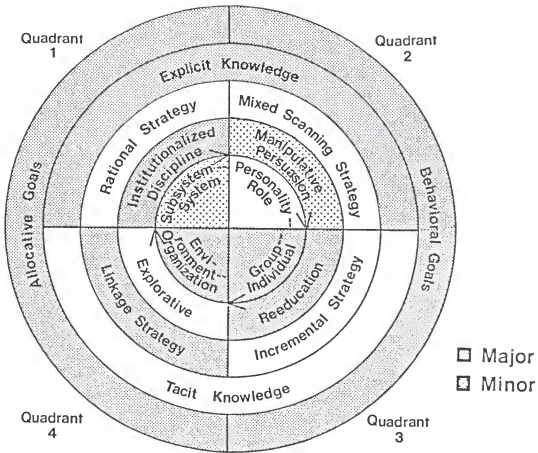 Quadrant
1
Quadrant
2
Explicit Knowledge
Rational Strategy
Mixed Scanning Strategy
Institutionalized
Discipline
Manipulative
Persuasion
Subsystem
System
Personality
Role
Allocative Goals
Behavioral Goals
Envi-
ronment
Organization
Group
Individual
Explorative
Reeducation
Linkage Strategy
Incremental Strategy
Tacit Knowledge
Major
Minor
Quadrant
4
Quadrant
3